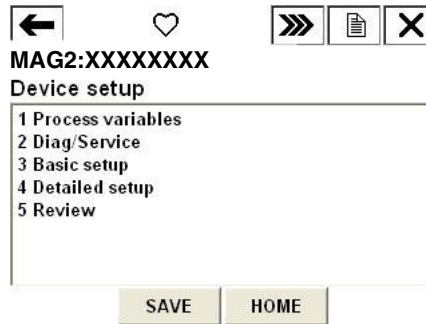 MAG2:XXXXXXXX
Device setup
1 Process variables
2 Diag/Service
3 Basic setup
4 Detailed setup
5 Review
SAVE HOME